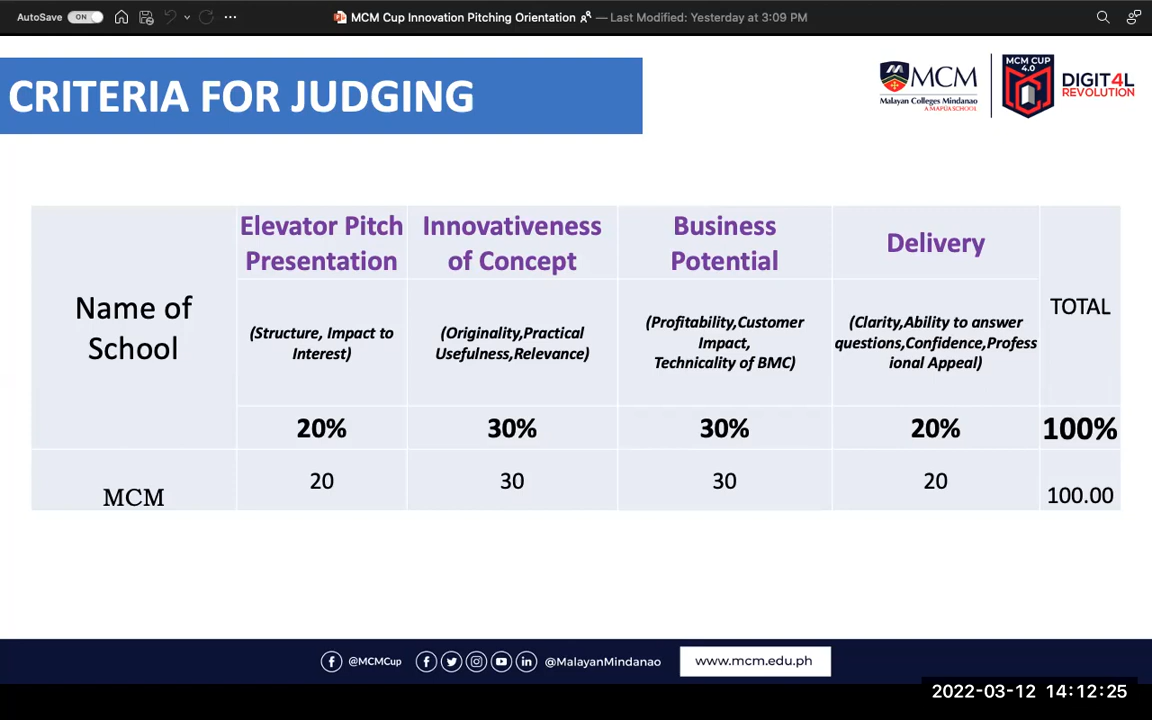 AutoSave ON
MCM Cup Innovation Pitching Orientation — Last Modified: Yesterday at 3:09 PM
CRITERIA FOR JUDGING
MCM
Malayan Colleges Mindanao
A MAPUA SCHOOL
MCM CUP
4.0
DIGIT4L
REVOLUTION
Name of
School
Elevator Pitch
Presentation
Innovativeness
of Concept
Business
Potential
Delivery
TOTAL
(Structure, Impact to
Interest)
(Originality,Practical
Usefulness,Relevance)
(Profitability,Customer
Impact,
Technicality of BMC)
(Clarity,Ability to answer
questions,Confidence,Profess
ional Appeal)
20% 30% 30% 20% 100%
MCM 20 30 30 20 100.00
@MCMCup @MalayanMindanao www.mcm.edu.ph
2022-03-12 14:12:25